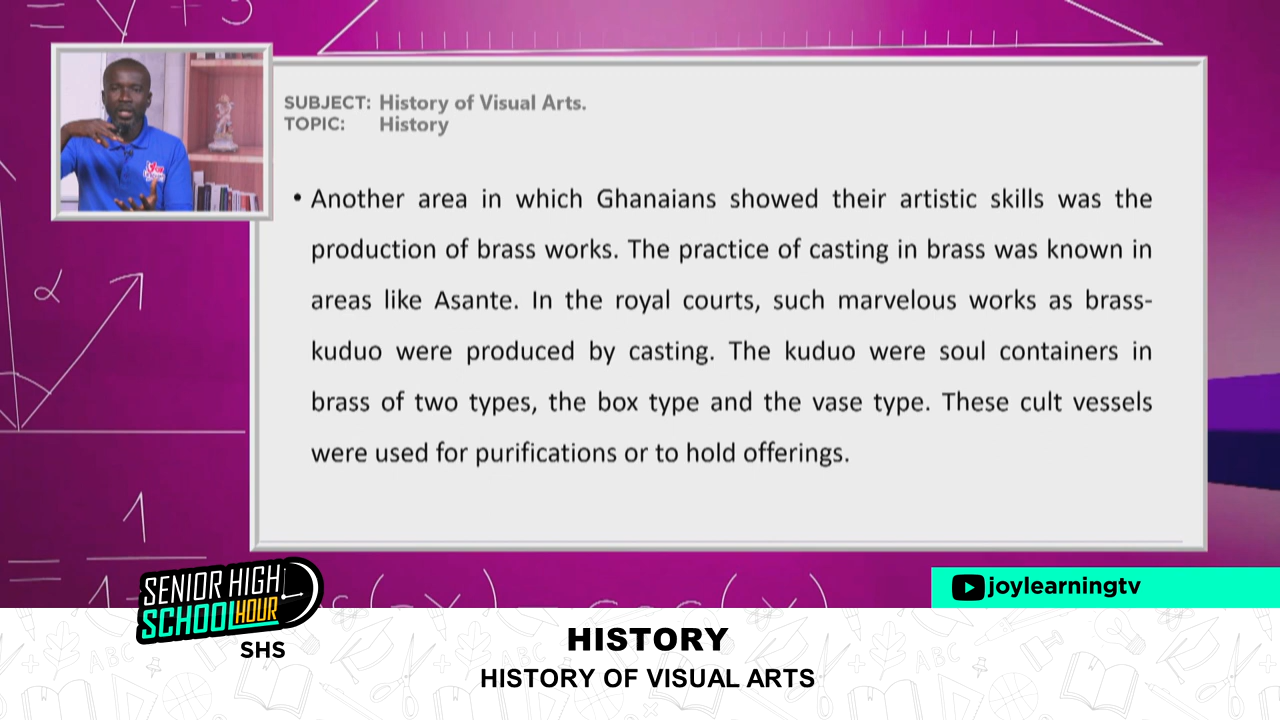 SUBJECT: History of Visual Arts.
TOPIC: History
• Another area in which Ghanaians showed their artistic skills was the
production of brass works. The practice of casting in brass was known in
areas like Asante. In the royal courts, such marvelous works as brass-
kuduo were produced by casting. The kuduo were soul containers in
brass of two types, the box type and the vase type. These cult vessels
were used for purifications or to hold offerings.
SENIOR HIGH
SCHOOL HOUR
SHS
joylearningtv
HISTORY
HISTORY OF VISUAL ARTS